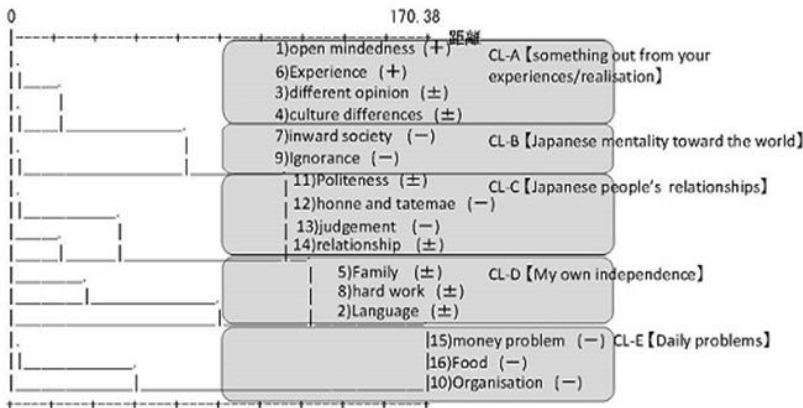 0 170.38
距離
1)open mindedness (+)
6)Experience (+)
3)different opinion (±)
4)culture differences (±)
CL-A【something out from your
experiences/realisation】
7)inward society (−)
9)Ignorance (−)
CL-B【Japanese mentality toward the world】
11)Politeness (±)
12)honne and tatemae (−)
13)judgement (−)
14)relationship (±)
CL-C【Japanese people's relationships】
5)Family (±)
8)hard work (±)
2)Language (±)
CL-D【My own independence】
15)money problem (−)
16)Food (−)
10)Organisation (−)
CL-E【Daily problems】